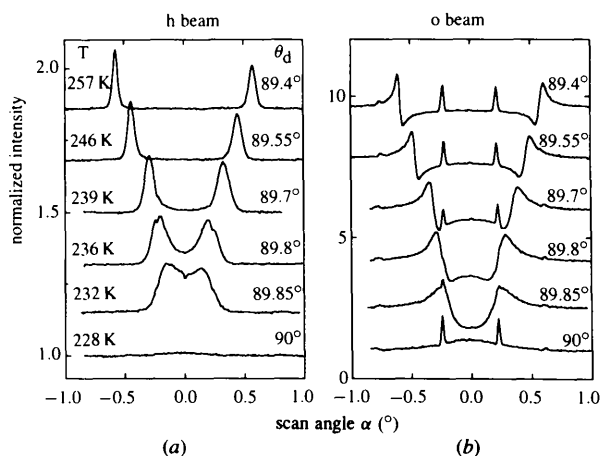 h beam
o beam
T
θd
2.0
257 K
89.4°
246 K
89.55°
239 K
89.7°
1.5
236 K
89.8°
232 K
89.85°
228 K
90°
1.0
normalized intensity
−1.0 −0.5 0.0 0.5 1.0
10
89.4°
89.55°
89.7°
5
89.8°
89.85°
90°
0
−1.0 −0.5 0.0 0.5 1.0
scan angle α (°)
(a)
(b)